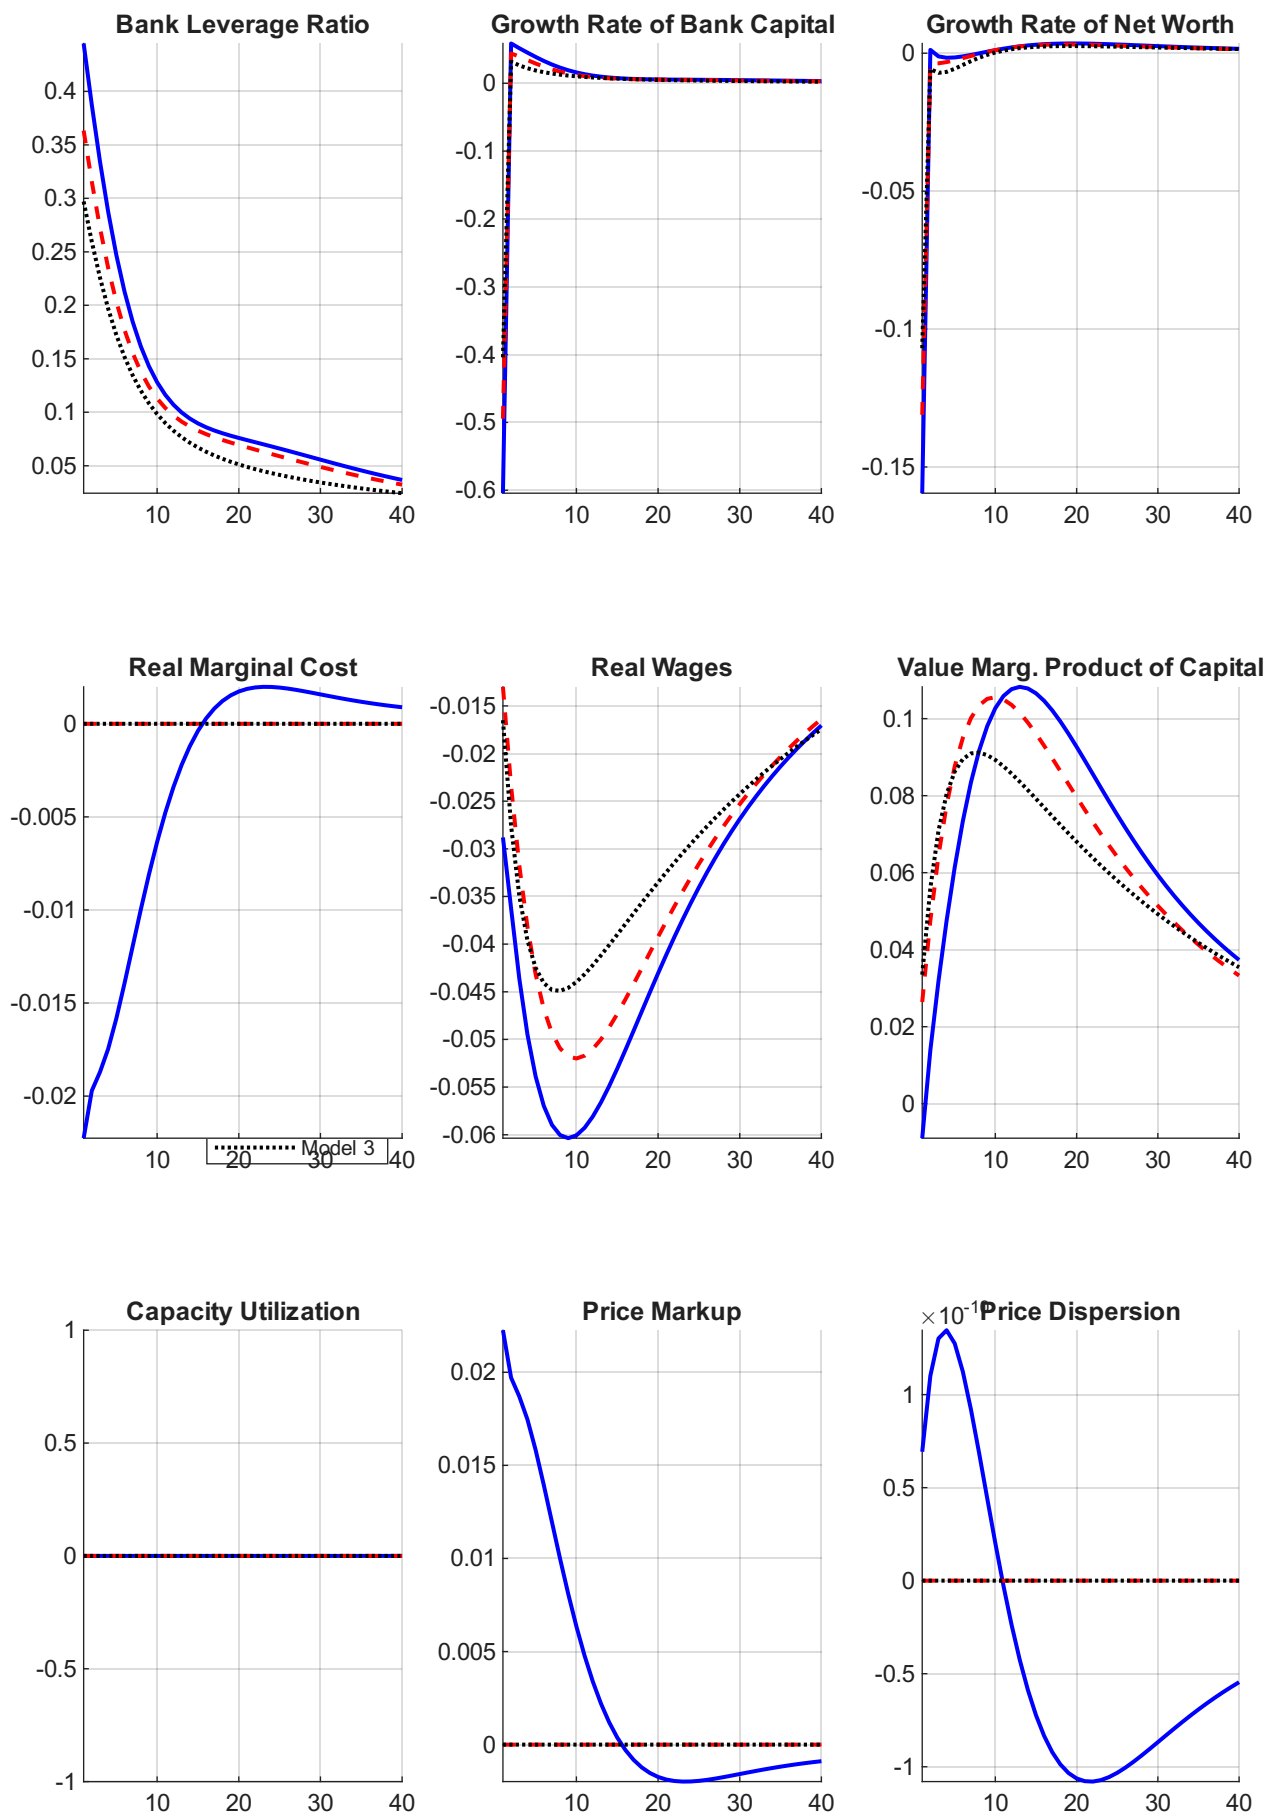 Bank Leverage Ratio
0.4
0.35
0.3
0.25
0.2
0.15
0.1
0.05
10 20 30 40
Growth Rate of Bank Capital
0
-0.1
-0.2
-0.3
-0.4
-0.5
-0.6
10 20 30 40
Growth Rate of Net Worth
0
-0.05
-0.1
-0.15
10 20 30 40
Real Marginal Cost
0
-0.005
-0.01
-0.015
-0.02
10 20 30 40
Model 3
Real Wages
-0.015
-0.02
-0.025
-0.03
-0.035
-0.04
-0.045
-0.05
-0.055
-0.06
10 20 30 40
Value Marg. Product of Capital
0.1
0.08
0.06
0.04
0.02
0
10 20 30 40
Capacity Utilization
1
0.5
0
-0.5
-1
10 20 30 40
Price Markup
0.02
0.015
0.01
0.005
0
10 20 30 40
Price Dispersion
1
0.5
0
-0.5
-1
10 20 30 40